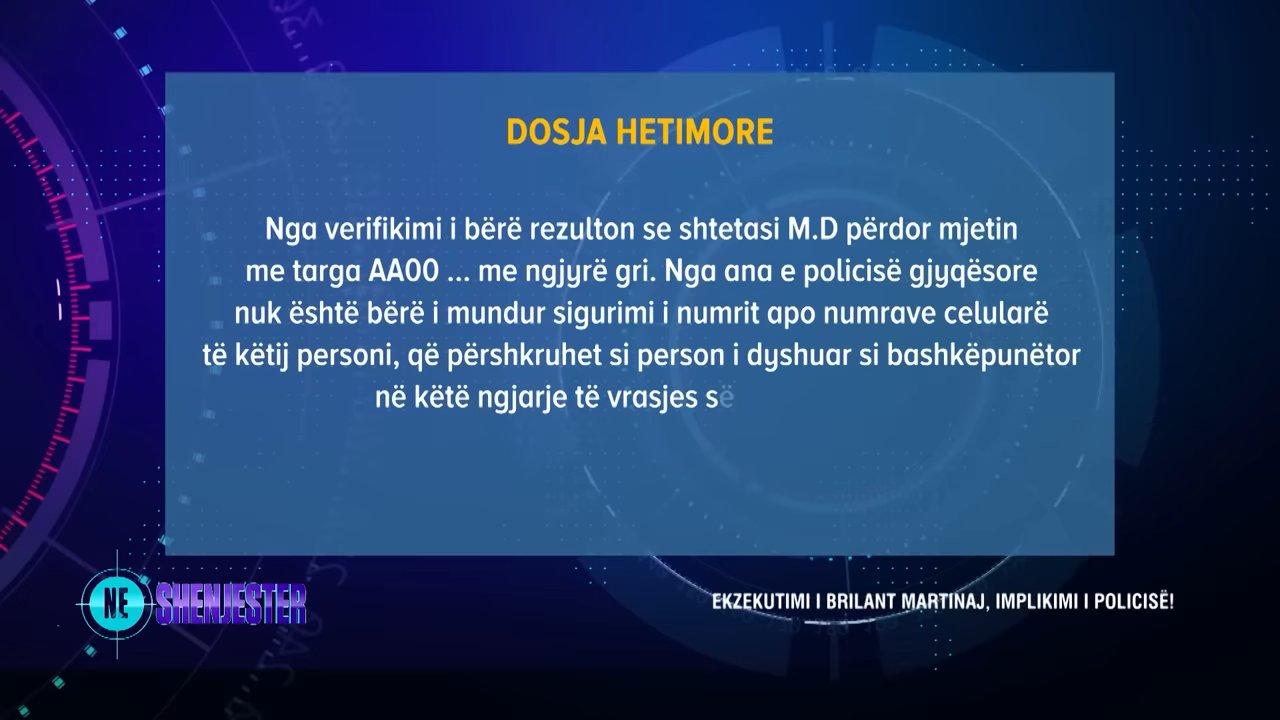 DOSJA HETIMORE
Nga verifikimi i bërë rezulton se shtetasi M.D përdor mjetin
me targa AA00 ... me ngjyrë gri. Nga ana e policisë gjyqësore
nuk është bërë i mundur sigurimi i numrit apo numrave celularë
të këtij personi, që përshkruhet si person i dyshuar si bashkëpunëtor
në këtë ngjarje të vrasjes së
NE SHENJESTER
EKZEKUTIMI I BRILANT MARTINAJ, IMPLIKIMI I POLICISË!